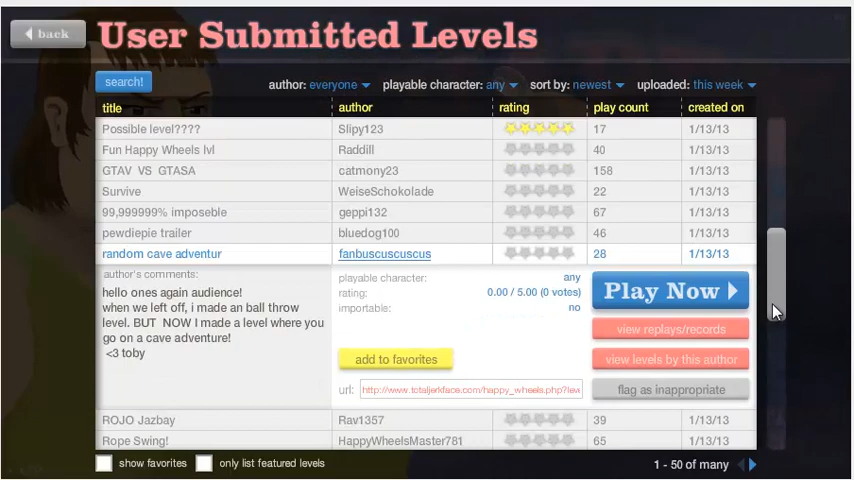 back
User Submitted Levels
search!
author: everyone playable character: any sort by: newest uploaded: this week
title author rating play count created on
Possible level???? Slipy123 17 1/13/13
Fun Happy Wheels lvl Raddill 40 1/13/13
GTAV VS GTASA catmony23 158 1/13/13
Survive WeiseSchokolade 22 1/13/13
99,999999% imposeble geppi132 67 1/13/13
pewdiepie trailer bluedog100 46 1/13/13
random cave adventur fanbuscuscuscus 28 1/13/13
author's comments:
hello ones again audience!
when we left off, i made an ball throw
level. BUT NOW I made a level where you
go on a cave adventure!
<3 toby
playable character: any
rating: 0.00 / 5.00 (0 votes)
importable: no
add to favorites
url: http://www.totaljerkface.com/happy_wheels.php?lev
Play Now
view replays/records
view levels by this author
flag as inappropriate
ROJO Jazbay Rav1357 39 1/13/13
Rope Swing! HappyWheelsMaster781 65 1/13/13
show favorites only list featured levels 1 - 50 of many